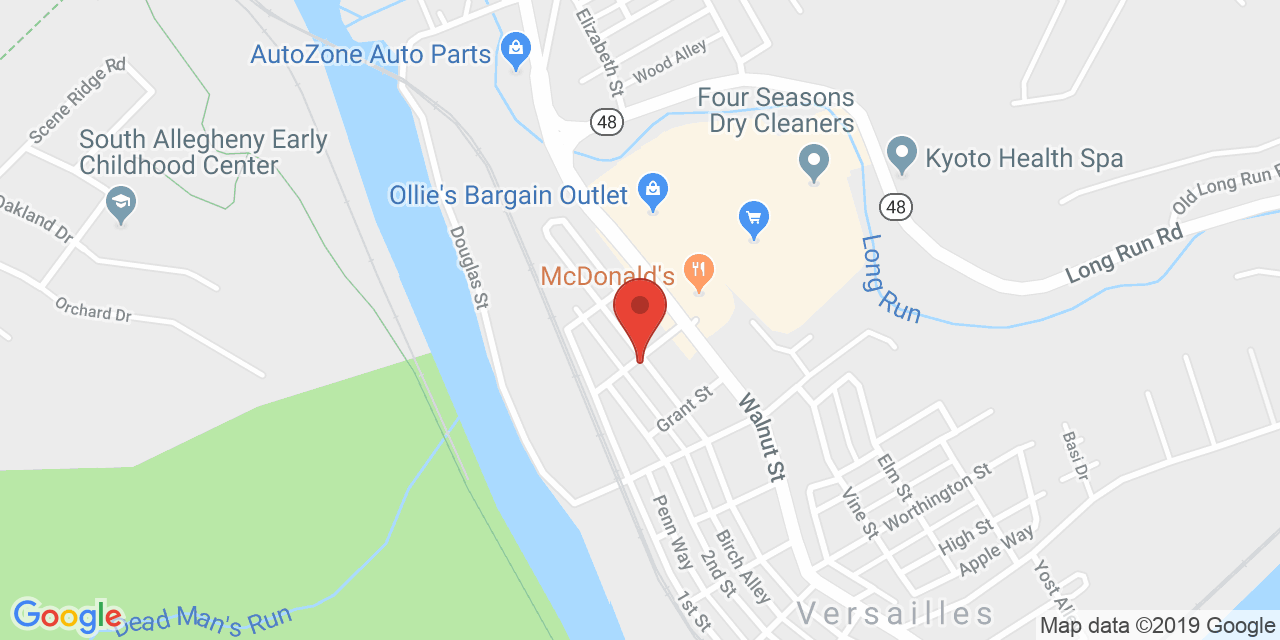 Elizabeth St
AutoZone Auto Parts
Wood Alley
Scene Ridge Rd
Four Seasons
Dry Cleaners
48
South Allegheny Early
Childhood Center
Kyoto Health Spa
Ollie's Bargain Outlet
48
Old Long Run
Oakland Dr
Douglas St
Long Run Rd
Long Run
McDonald's
Orchard Dr
Grant St
Walnut St
Basi Dr
Elm St
Worthington St
Vine St
Penn Way
High St
Apple Way
Birch Alley
2nd St
1st St
Yost
Versailles
Google
Dead Man's Run
Map data ©2019 Google